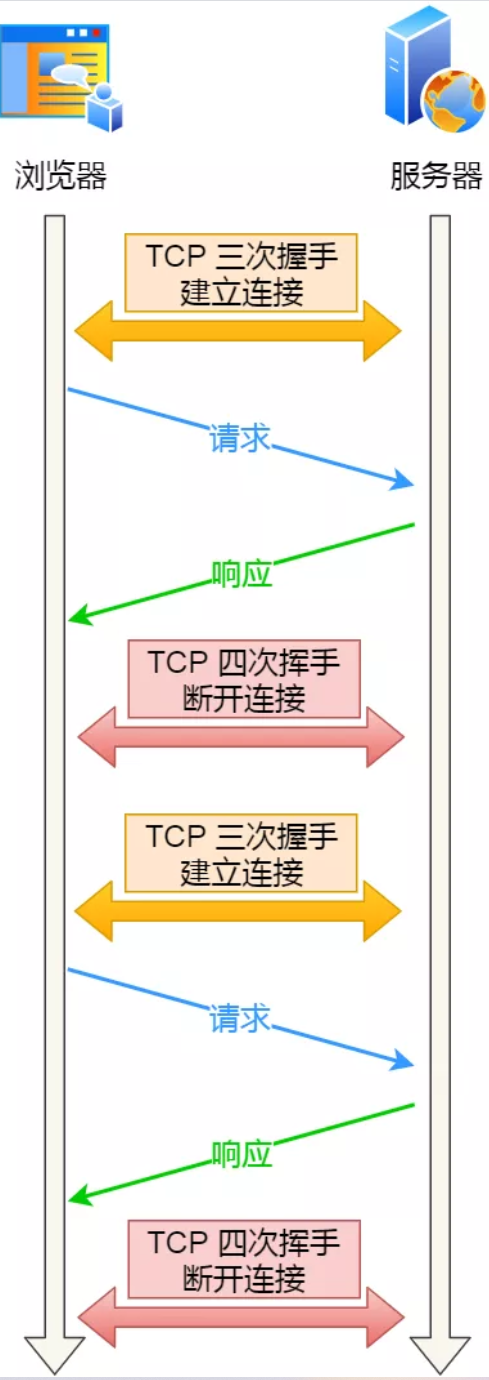 浏览器
服务器
TCP 三次握手
建立连接
请求
响应
TCP 四次挥手
断开连接
TCP 三次握手
建立连接
请求
响应
TCP 四次挥手
断开连接